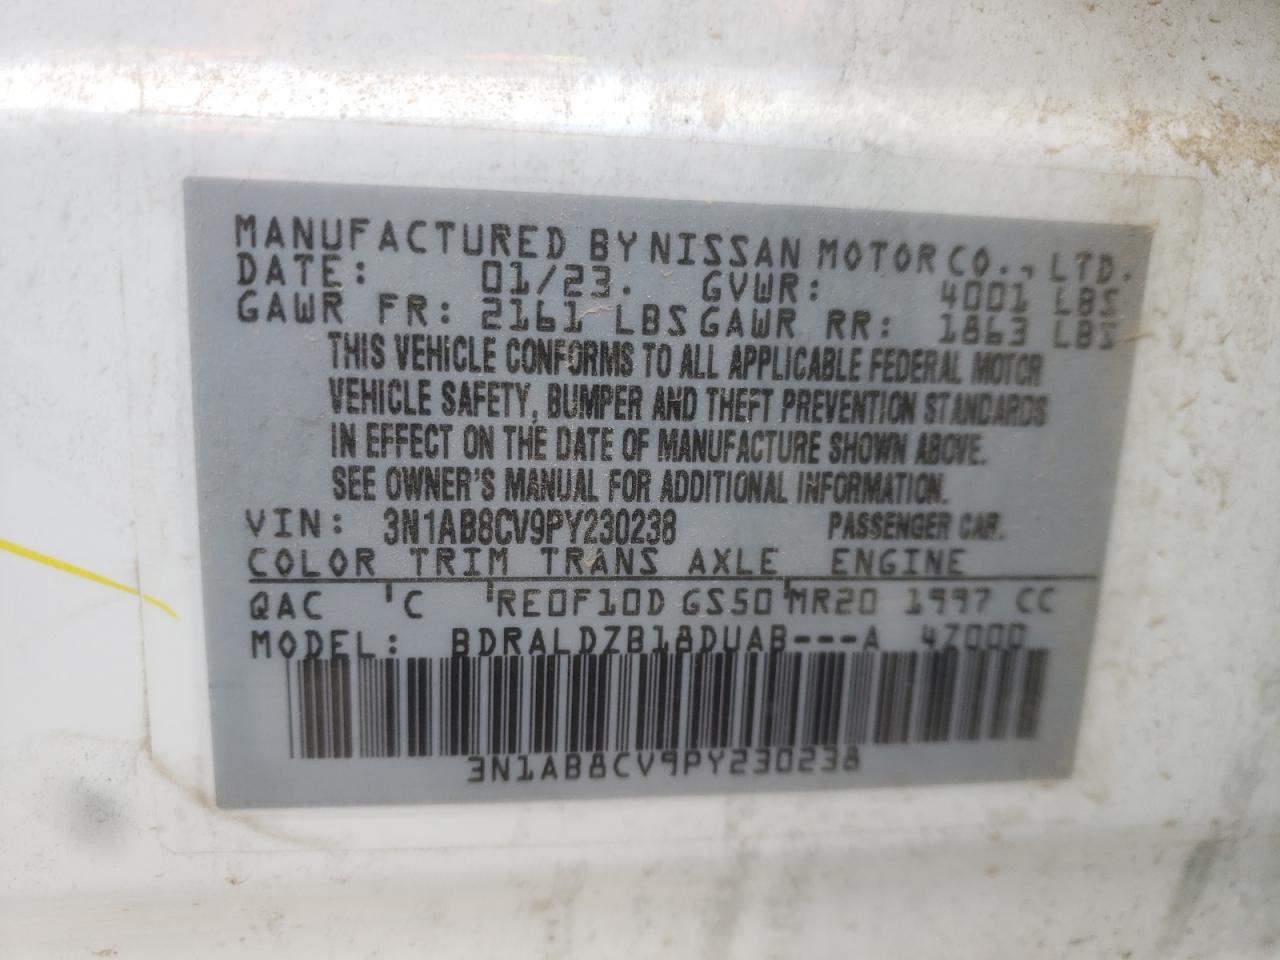 MANUFACTURED BY NISSAN MOTOR CO., LTD.
DATE: 01/23. GVWR: 4001 LBS
GAWR FR: 2161 LBS GAWR RR: 1863 LBS
THIS VEHICLE CONFORMS TO ALL APPLICABLE FEDERAL MOTOR
VEHICLE SAFETY, BUMPER AND THEFT PREVENTION STANDARDS
IN EFFECT ON THE DATE OF MANUFACTURE SHOWN ABOVE.
SEE OWNER'S MANUAL FOR ADDITIONAL INFORMATION.
VIN: 3N1AB8CV9PY230238 PASSENGER CAR.
COLOR TRIM TRANS AXLE ENGINE
QAC C RE0F10D GS50 MR20 1997 CC
MODEL: BDRALDZB18DUAB---A 4Z000
3N1AB8CV9PY230238